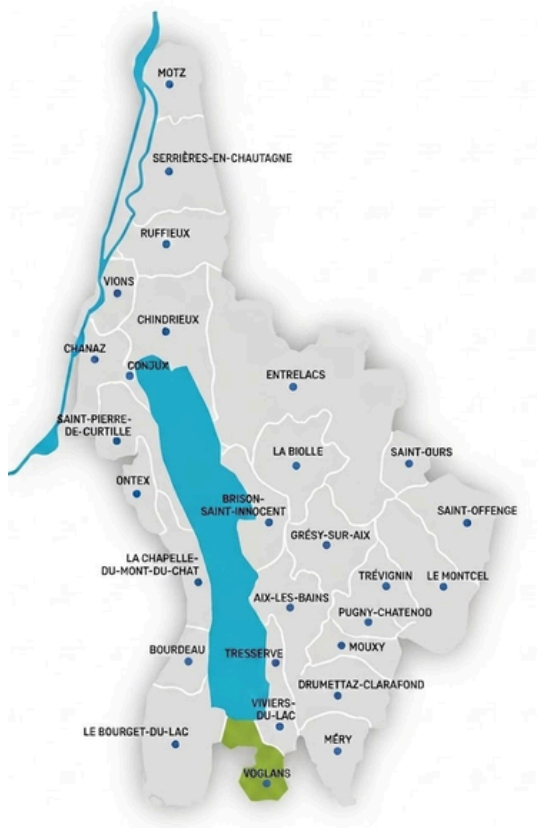 MOTZ
SERRIÈRES-EN-CHAUTAGNE
RUFFIEUX
VIONS
CHINDRIEUX
CHANAZ
CONJUX
ENTRELACS
SAINT-PIERRE-
DE-CURTILLE
LA BIOLLE
SAINT-OURS
ONTEX
BRISON-
SAINT-INNOCENT
SAINT-OFFENGE
GRÉSY-SUR-AIX
LA CHAPELLE-
DU-MONT-DU-CHAT
TRÉVIGNIN
LE MONTCEL
AIX-LES-BAINS
PUGNY-CHATENOD
MOUXY
BOURDEAU
TRESSERVE
DRUMETTAZ-CLARAFOND
VIVIERS-
DU-LAC
LE BOURGET-DU-LAC
MÉRY
VOGLANS